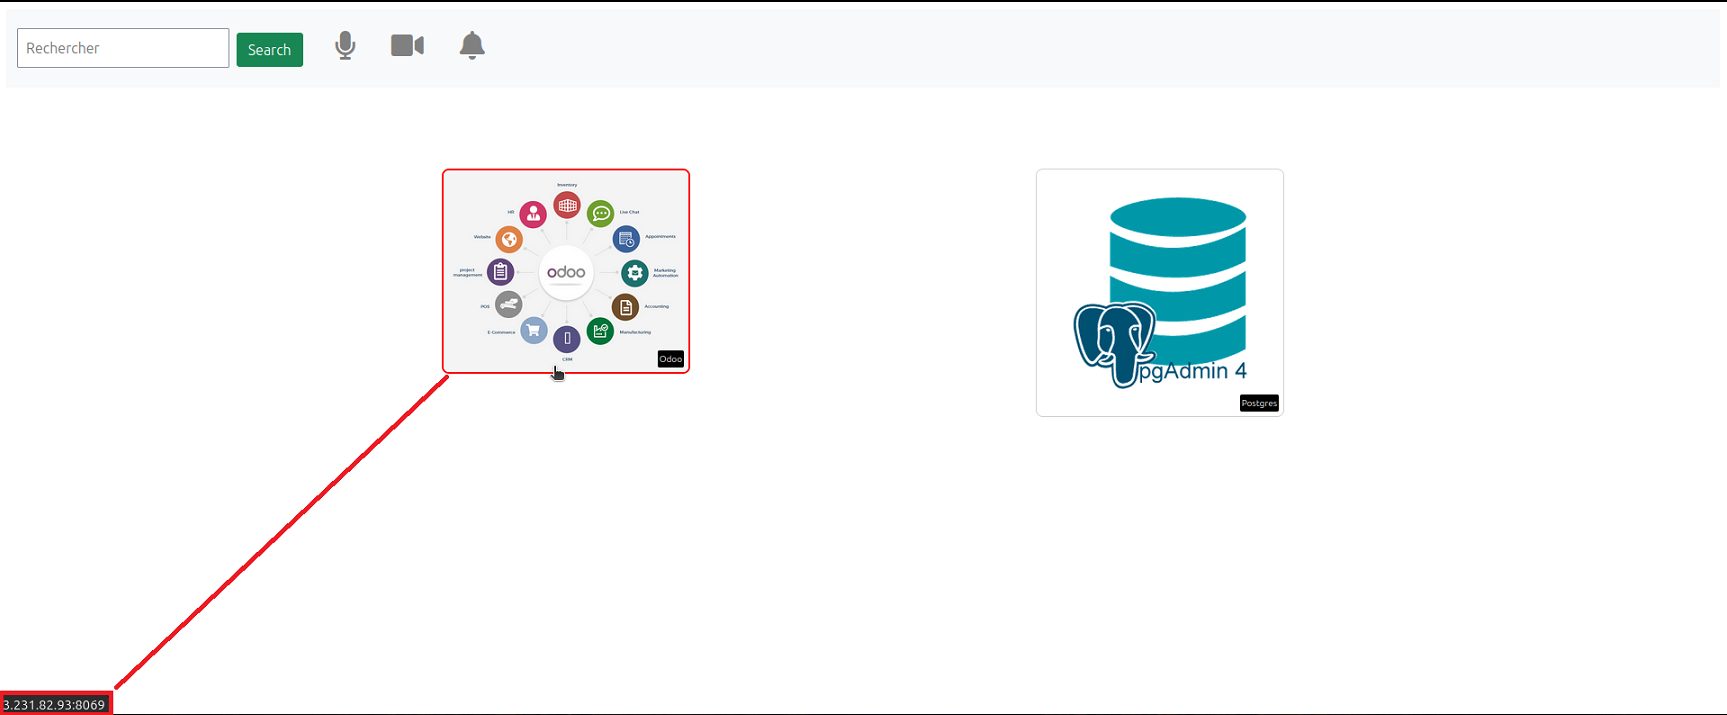 Rechercher
Search
Inventory
HR
Live Chat
Website
Appointments
odoo
project
management
Marketing
Automation
POS
Accounting
E-Commerce
Manufacturing
CRM
Odoo
pgAdmin 4
Postgres
3.231.82.93:8069